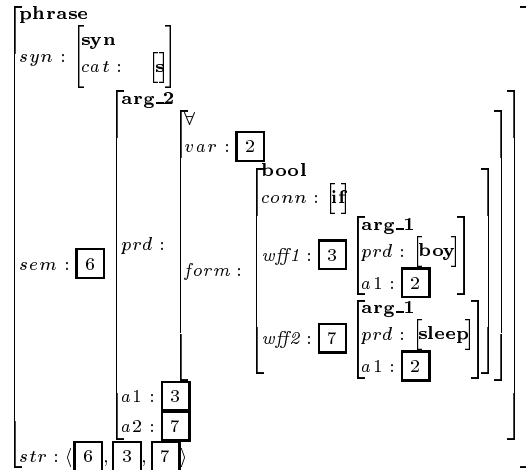 phrase
syn : syn
cat : s
arg_2
∀
var : 2
bool
conn : if
arg_1
prd : boy
wff1 : 3
a1 : 2
sem : 6 prd : form :
arg_1
prd : sleep
wff2 : 7
a1 : 2
a1 : 3
a2 : 7
str : ⟨ 6 , 3 , 7 ⟩